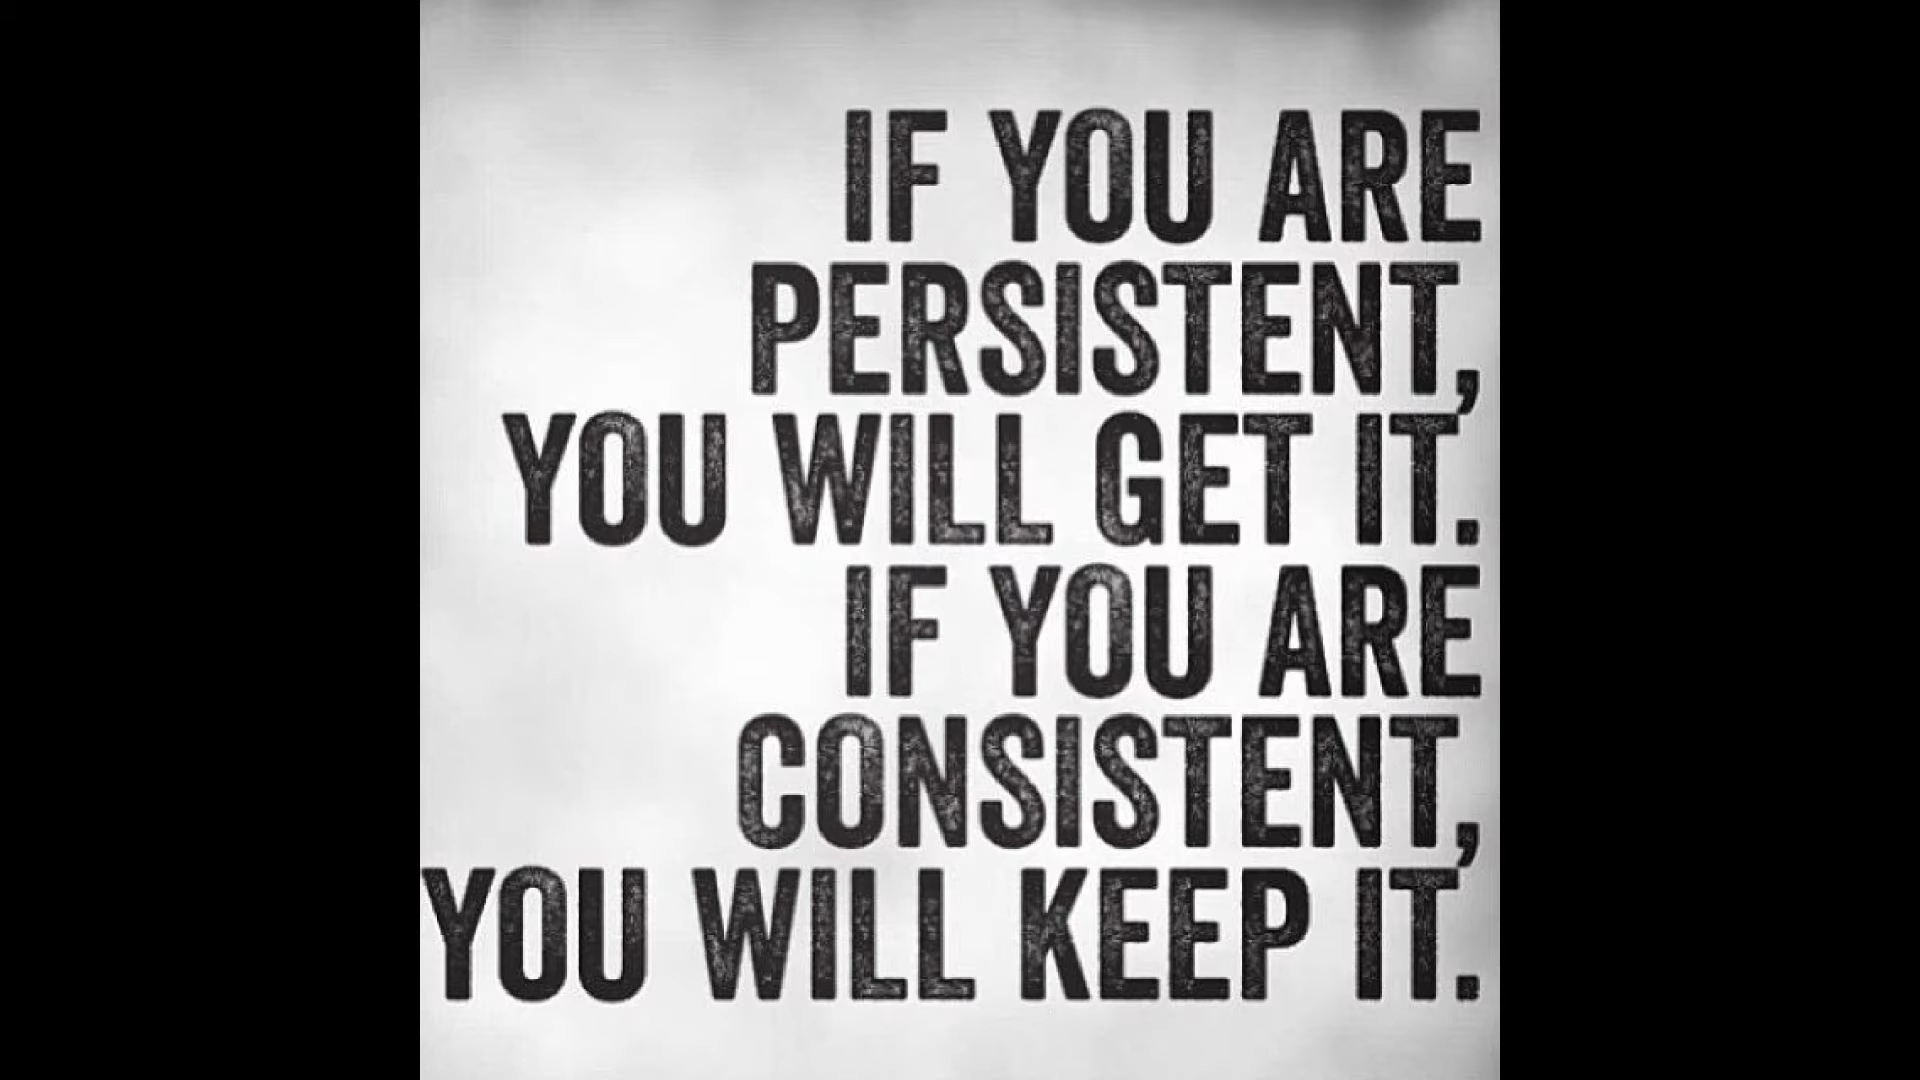 IF YOU ARE
PERSISTENT,
YOU WILL GET IT.
IF YOU ARE
CONSISTENT,
YOU WILL KEEP IT.